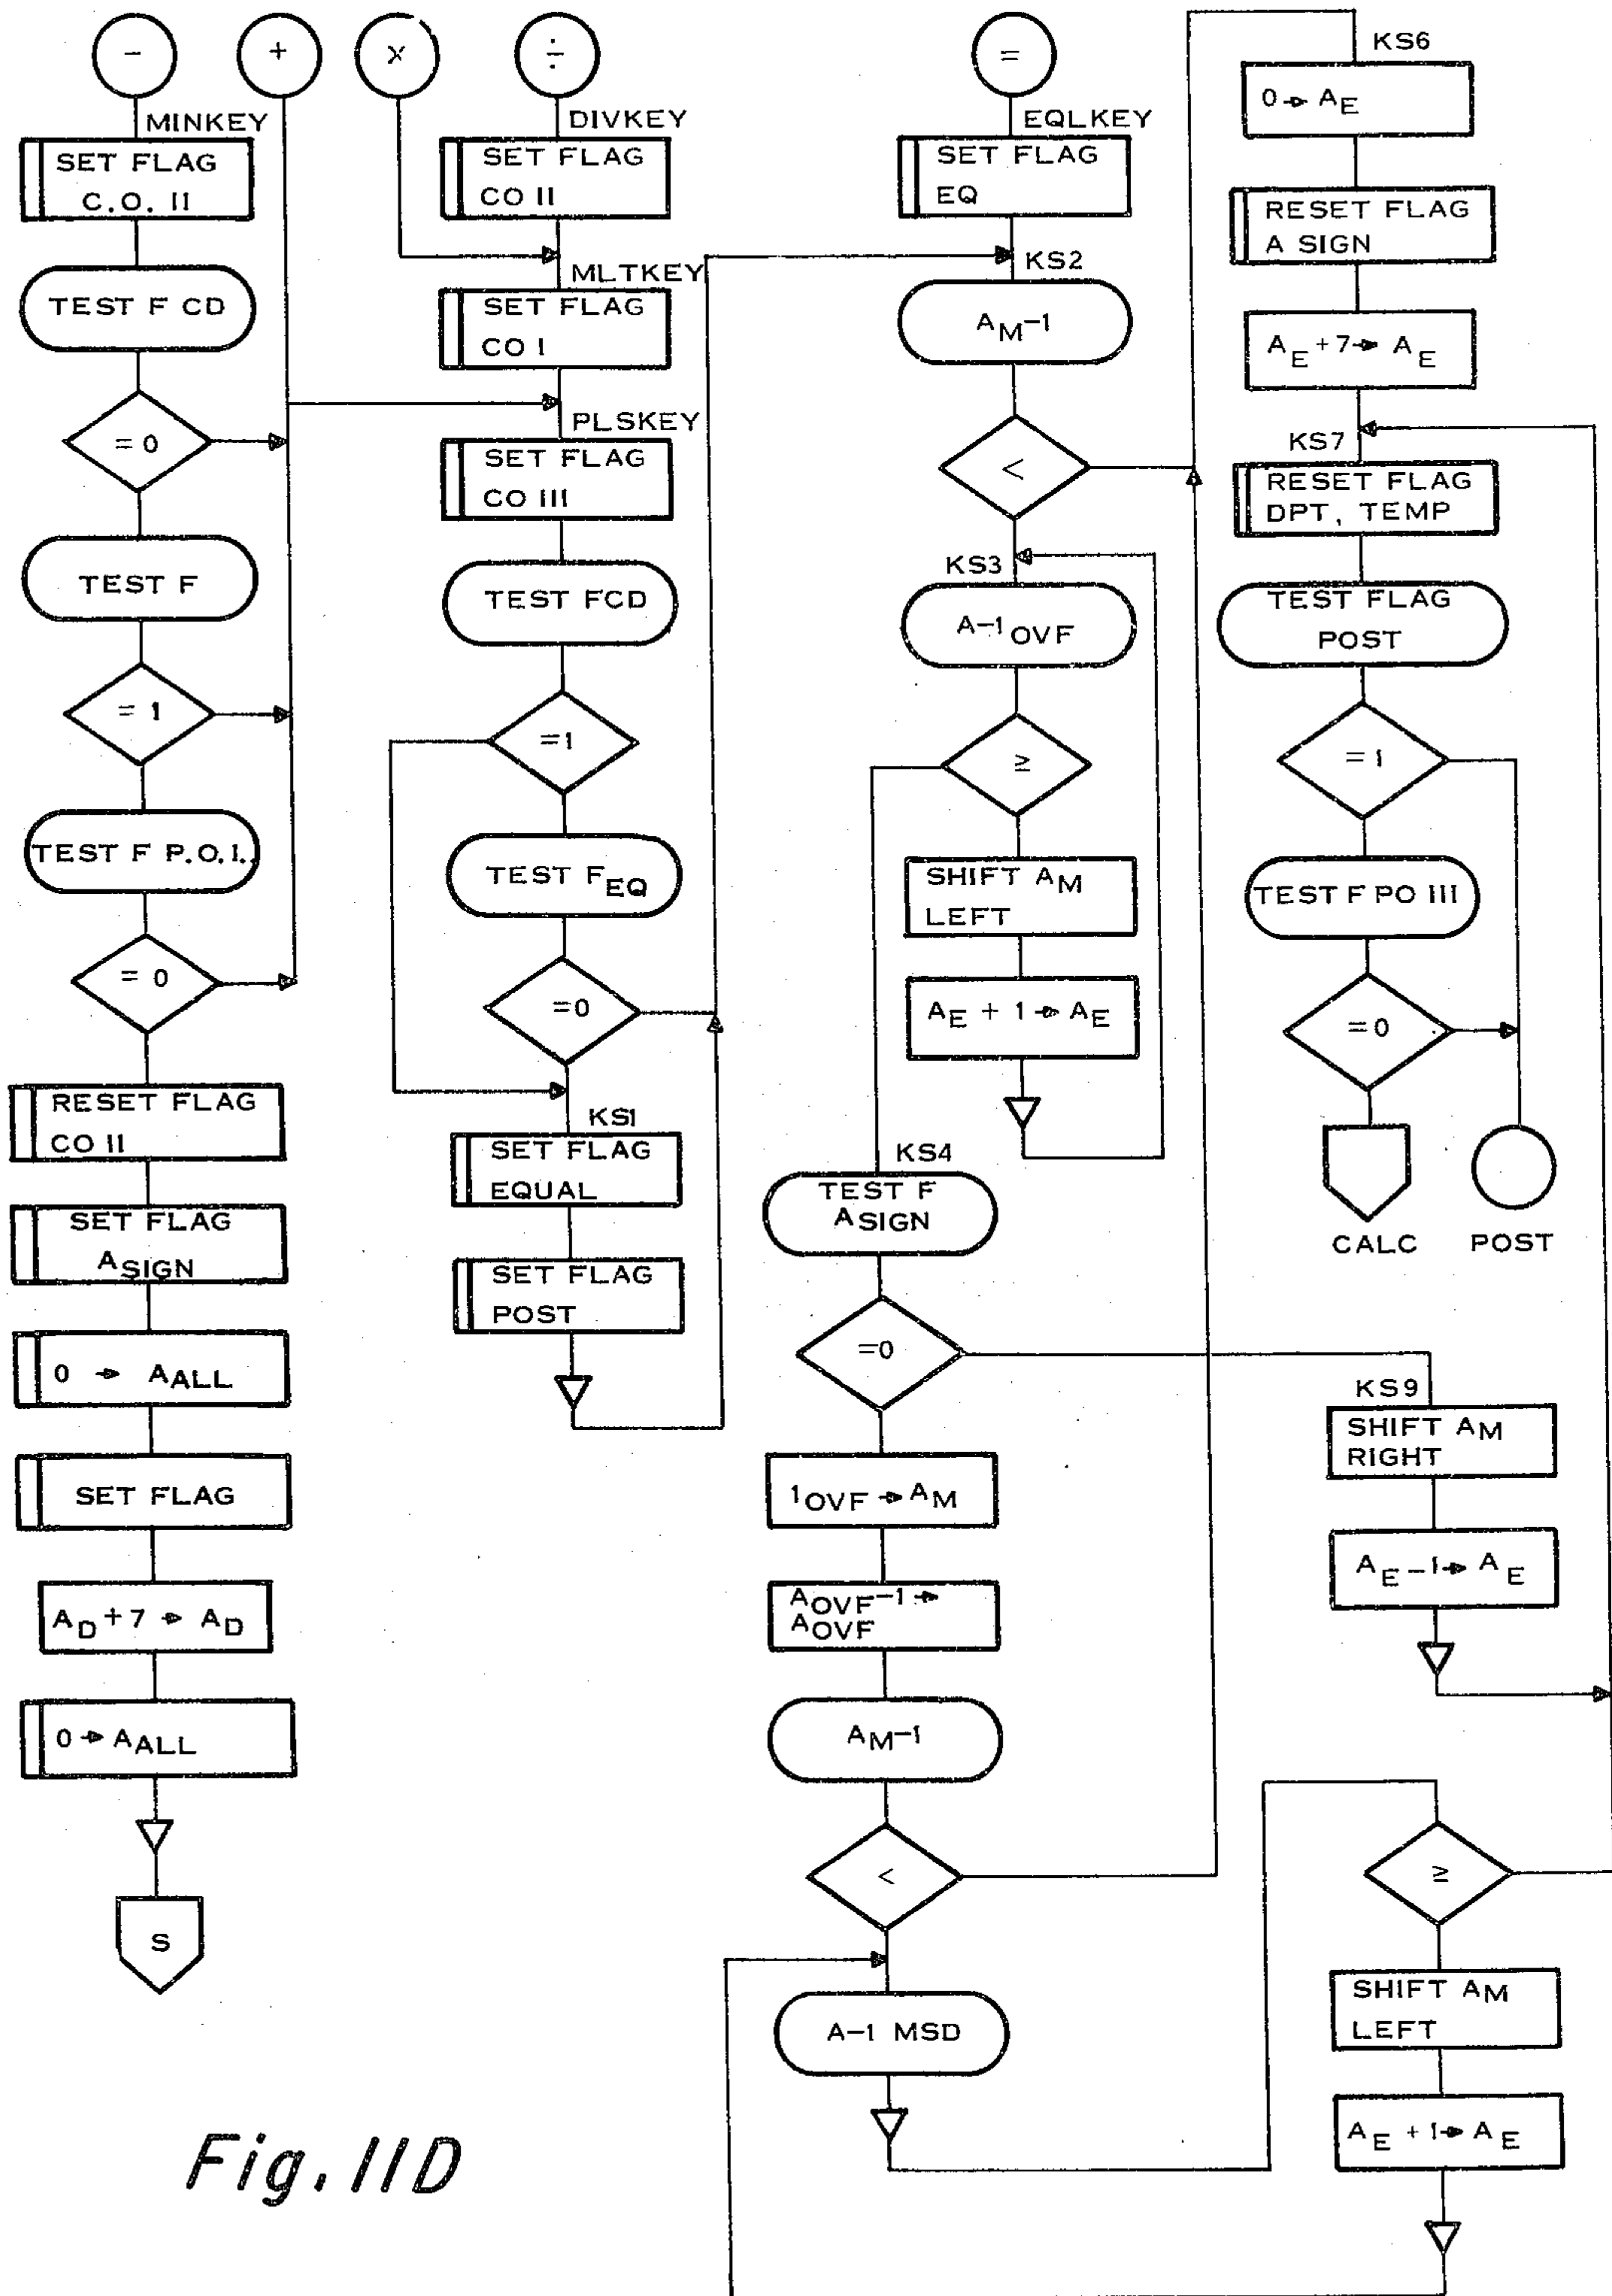 -
MINKEY
SET FLAG
C.O. II
TEST F CD
= 0
TEST F
= 1
TEST F P.O.I.
= 0
RESET FLAG
CO II
SET FLAG
ASIGN
0 → AALL
SET FLAG
AD + 7 → AD
0 → AALL
S
+
×
÷
DIVKEY
SET FLAG
CO II
MLTKEY
SET FLAG
CO I
PLSKEY
SET FLAG
CO III
TEST FCD
=1
TEST FEQ
=0
KS1
SET FLAG
EQUAL
SET FLAG
POST
=
EQLKEY
SET FLAG
EQ
KS2
AM-1
<
KS3
A-1 OVF
≥
SHIFT AM
LEFT
AE + 1 → AE
KS4
TEST F
ASIGN
=0
1OVF → AM
AOVF-1 →
AOVF
AM-1
<
A-1 MSD
KS6
0 → AE
RESET FLAG
A SIGN
AE + 7 → AE
KS7
RESET FLAG
DPT, TEMP
TEST FLAG
POST
= 1
TEST F PO III
=0
CALC
POST
KS9
SHIFT AM
RIGHT
AE-1 → AE
≥
SHIFT AM
LEFT
AE + 1 → AE
Fig. 11D